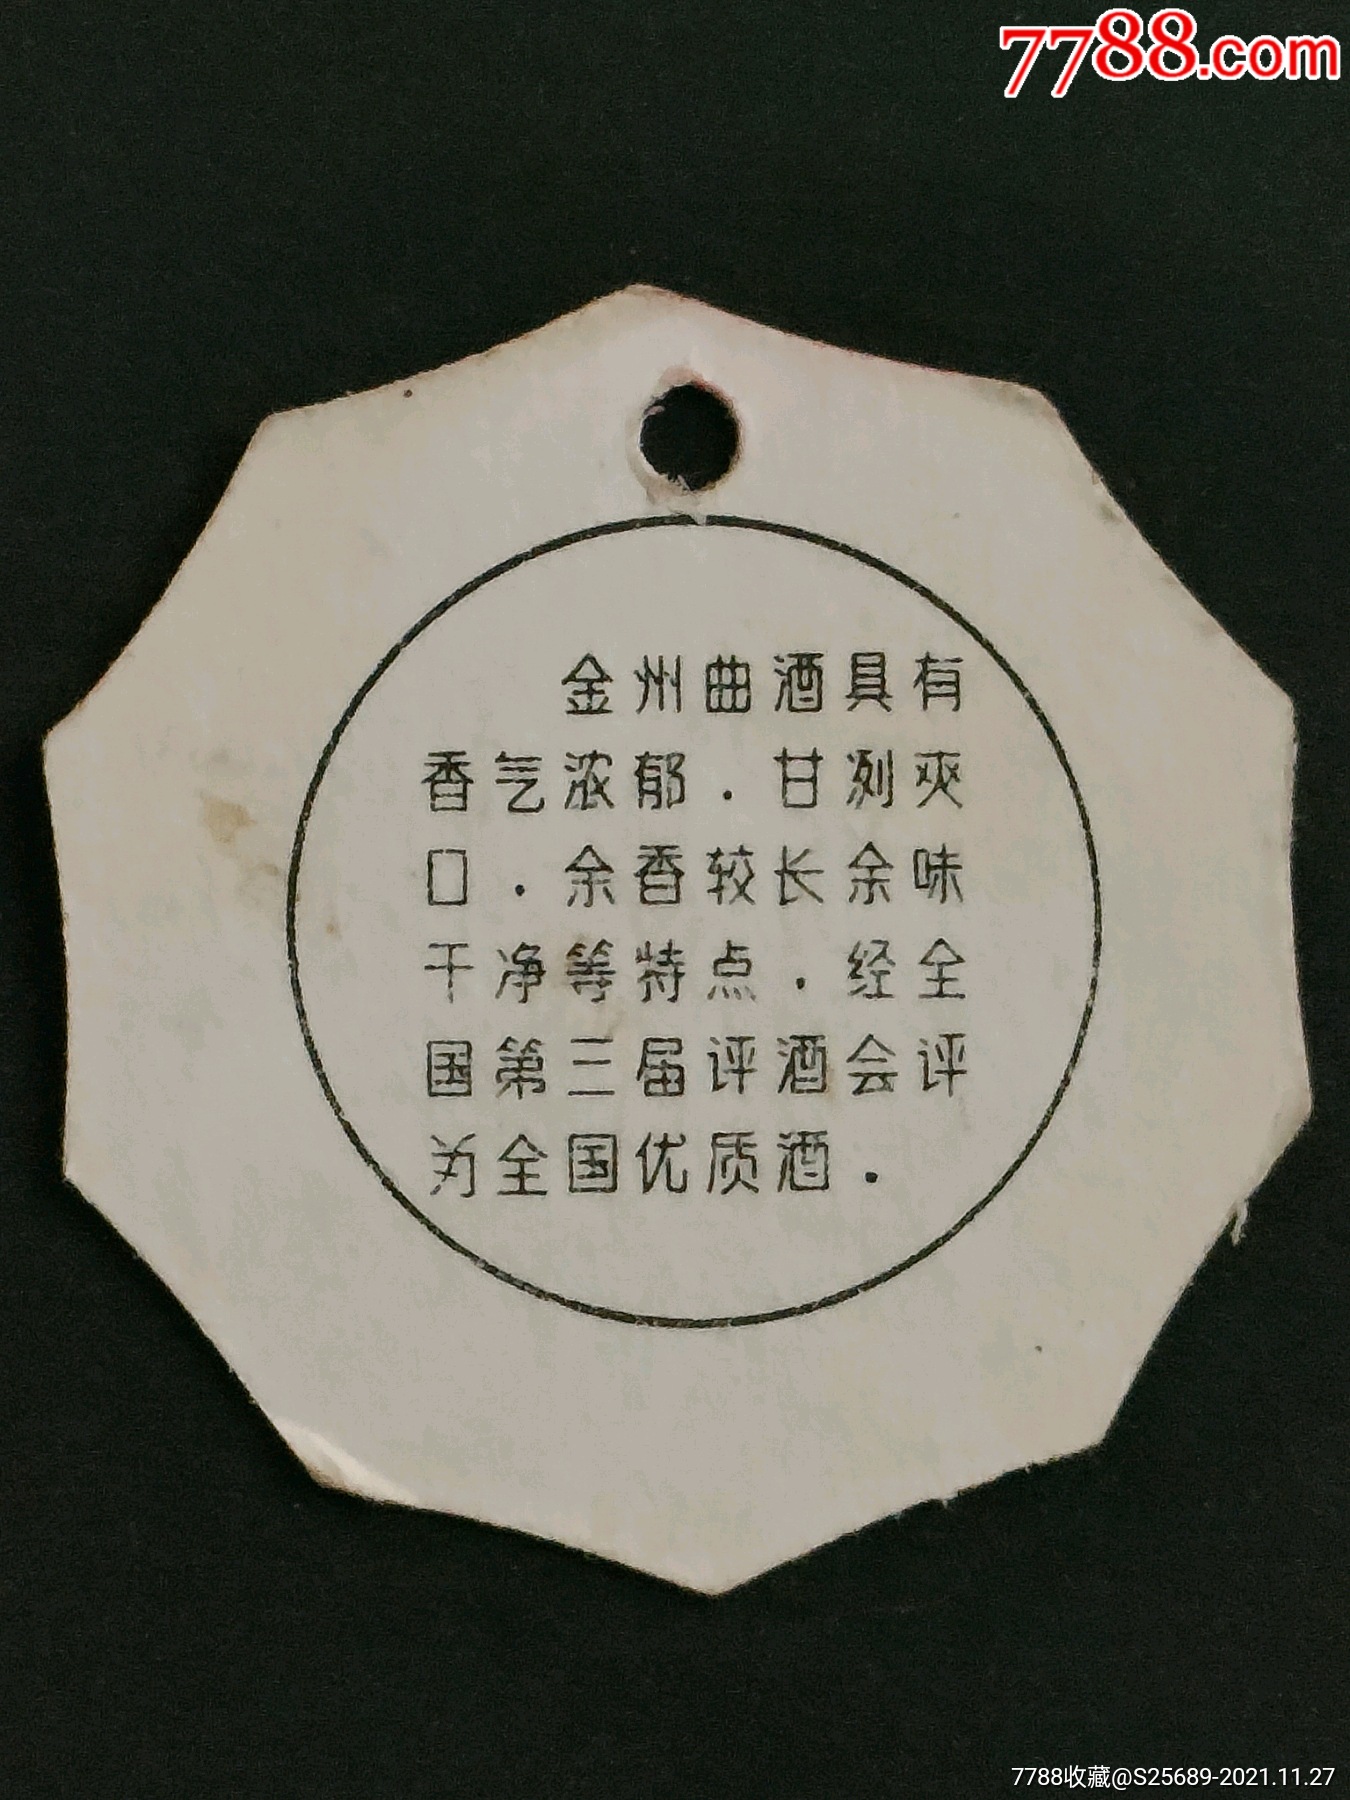 7788.com
金州曲酒具有
香气浓郁．甘冽爽
口．余香较长余味
干净等特点．经全
国第三届评酒会评
为全国优质酒．
7788收藏@S25689-2021.11.27